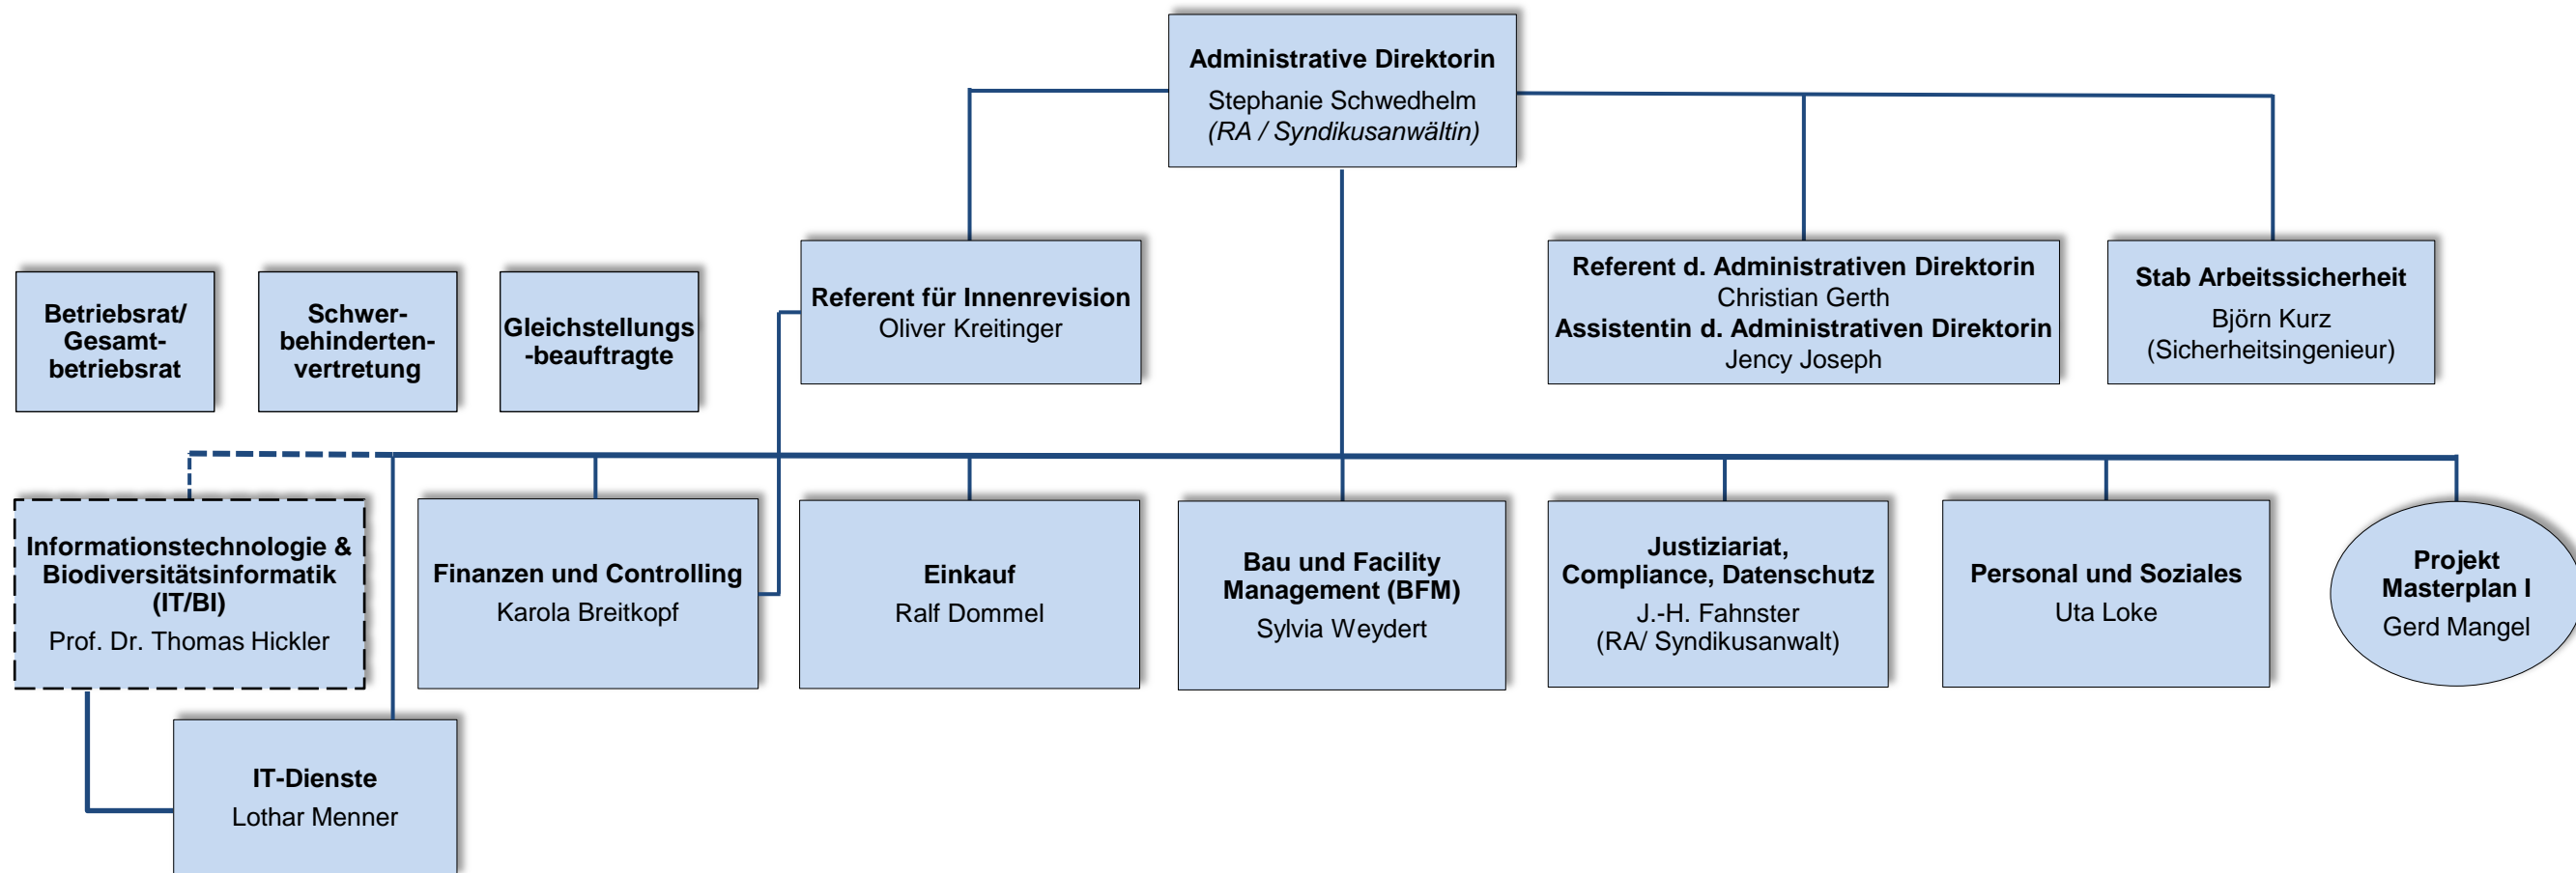 Administrative Direktorin
Stephanie Schwedhelm
(RA / Syndikusanwältin)
Betriebsrat/
Gesamt-
betriebsrat
Schwer-
behinderten-
vertretung
Gleichstellungs
-beauftragte
Referent für Innenrevision
Oliver Kreitinger
Referent d. Administrativen Direktorin
Christian Gerth
Assistentin d. Administrativen Direktorin
Jency Joseph
Stab Arbeitssicherheit
Björn Kurz
(Sicherheitsingenieur)
Informationstechnologie &
Biodiversitätsinformatik
(IT/BI)
Prof. Dr. Thomas Hickler
Finanzen und Controlling
Karola Breitkopf
Einkauf
Ralf Dommel
Bau und Facility
Management (BFM)
Sylvia Weydert
Justiziariat,
Compliance, Datenschutz
J.-H. Fahnster
(RA/ Syndikusanwalt)
Personal und Soziales
Uta Loke
Projekt
Masterplan I
Gerd Mangel
IT-Dienste
Lothar Menner